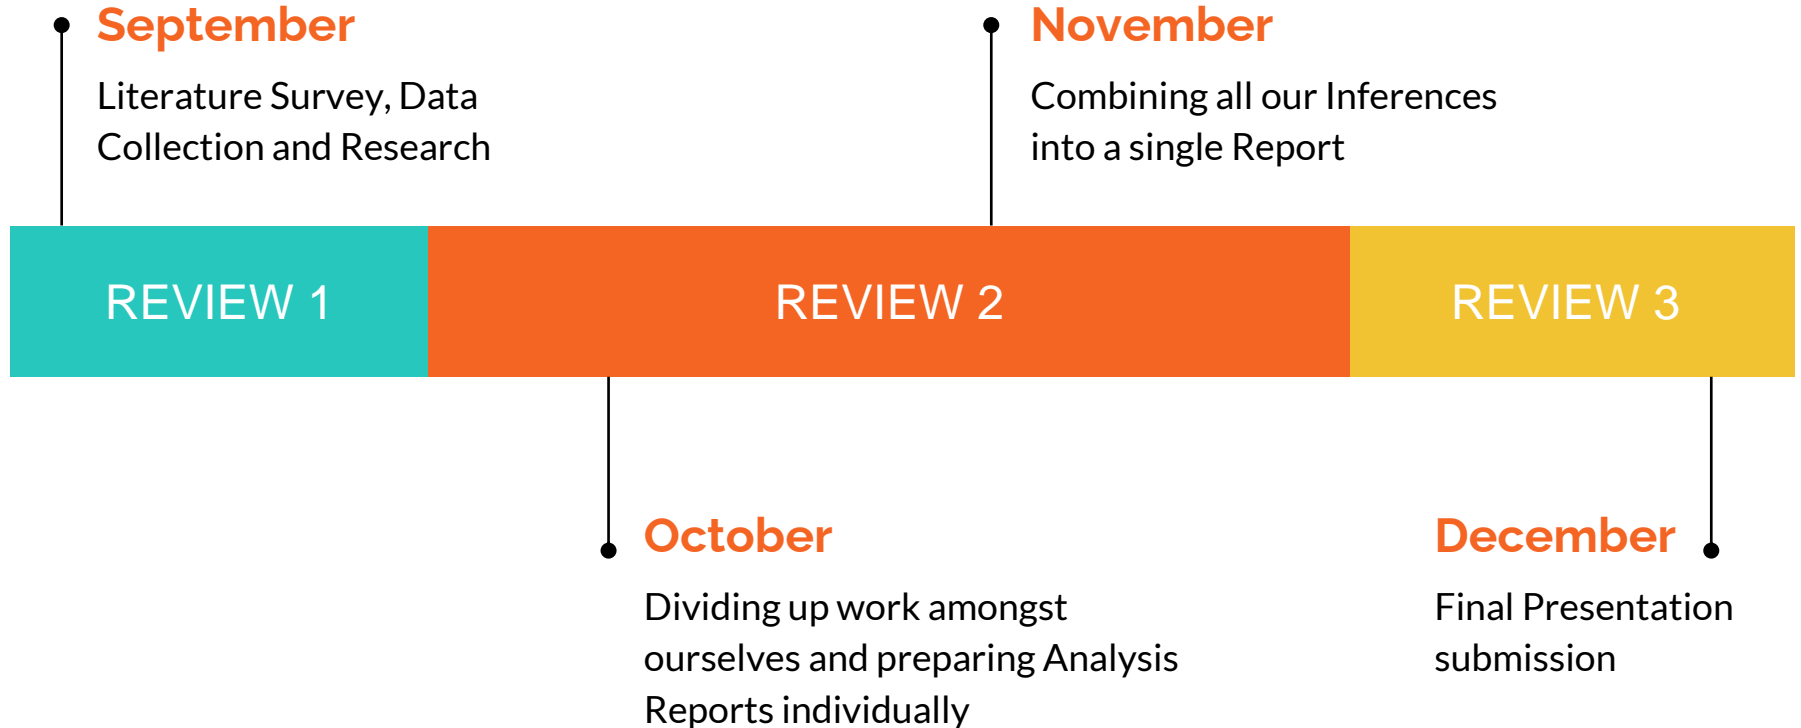 September
Literature Survey, Data
Collection and Research
November
Combining all our Inferences
into a single Report
REVIEW 1
REVIEW 2
REVIEW 3
October
Dividing up work amongst
ourselves and preparing Analysis
Reports individually
December
Final Presentation
submission